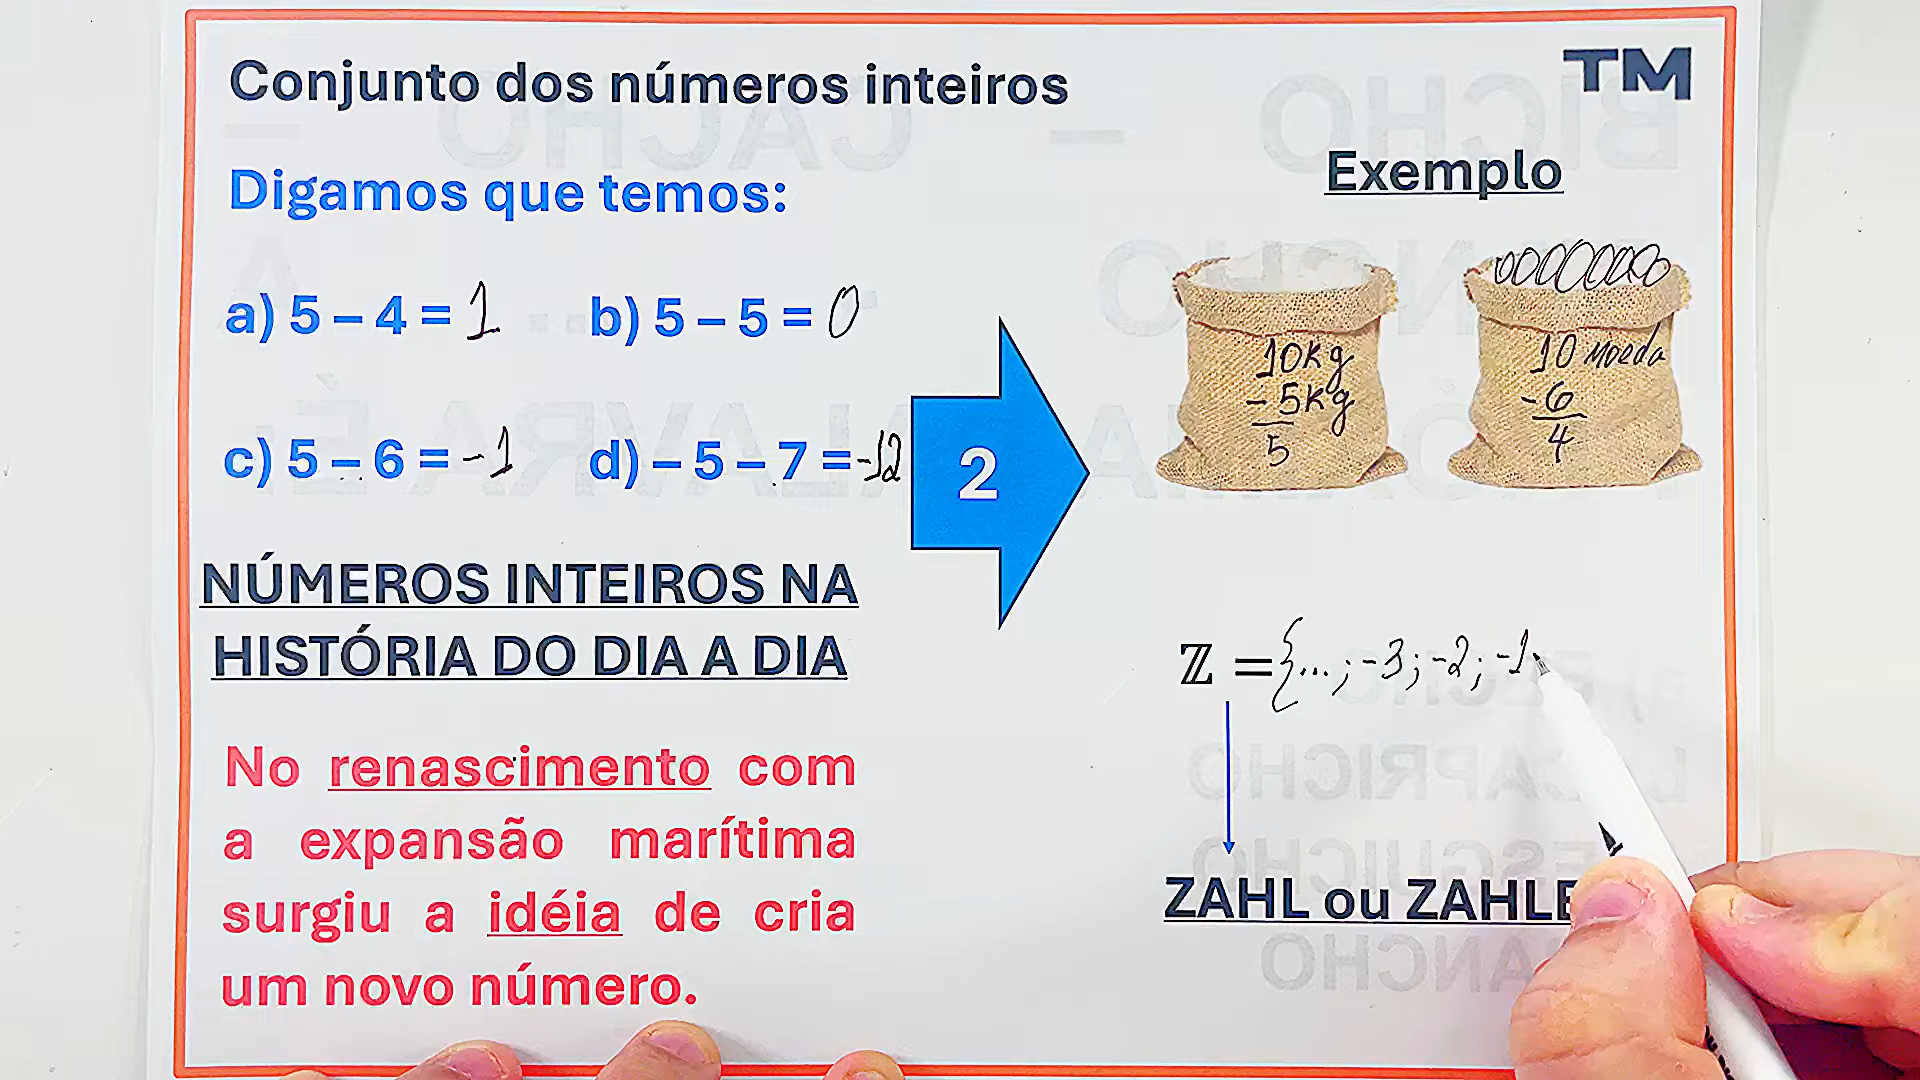 Conjunto dos números inteiros
TM
Digamos que temos:
a) 5 – 4 = 1
b) 5 – 5 = 0
c) 5 – 6 = -1
d) – 5 – 7 = -12
NÚMEROS INTEIROS NA
HISTÓRIA DO DIA A DIA
No renascimento com
a expansão marítima
surgiu a idéia de cria
um novo número.
2
Exemplo
10kg
- 5kg
5
10 moeda
- 6
4
ℤ = {...; -3; -2; -1
ZAHL ou ZAHLE